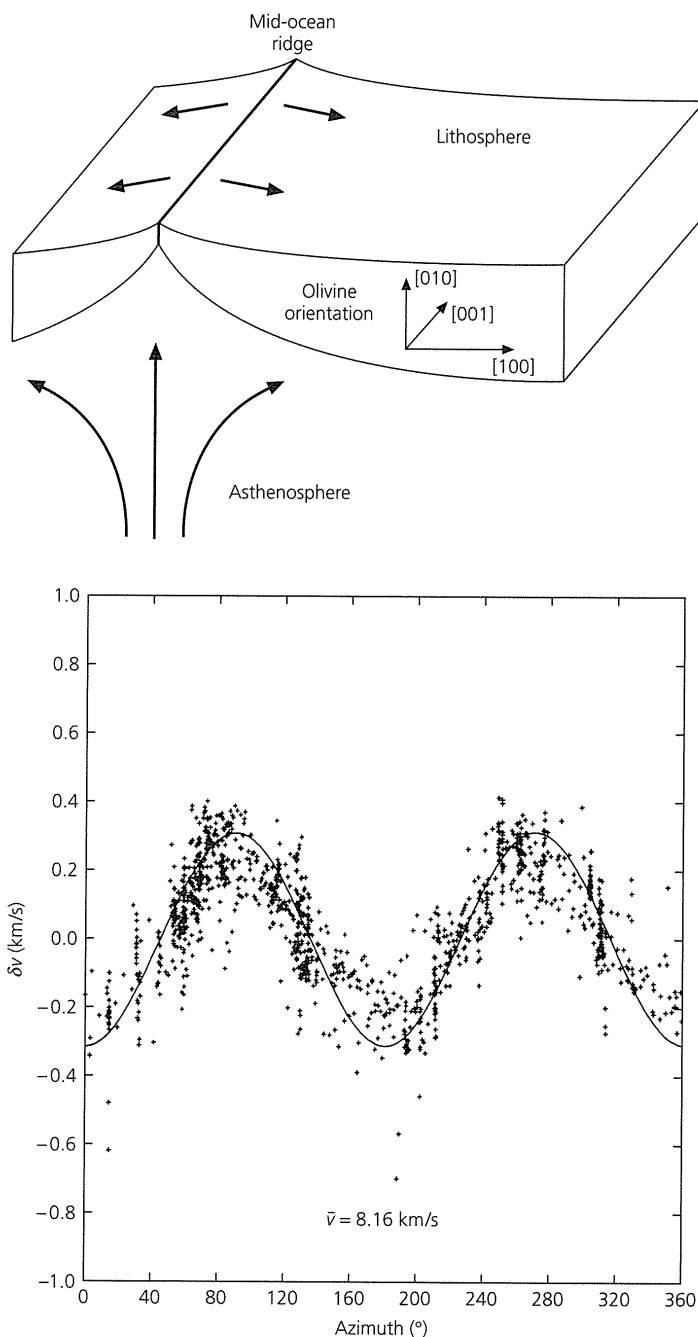 Mid-ocean
ridge
Lithosphere
Olivine
orientation
[010]
[001]
[100]
Asthenosphere
1.0
0.8
0.6
0.4
0.2
0.0
−0.2
−0.4
−0.6
−0.8
−1.0
δv (km/s)
v̄ = 8.16 km/s
0 40 80 120 160 200 240 280 320 360
Azimuth (°)